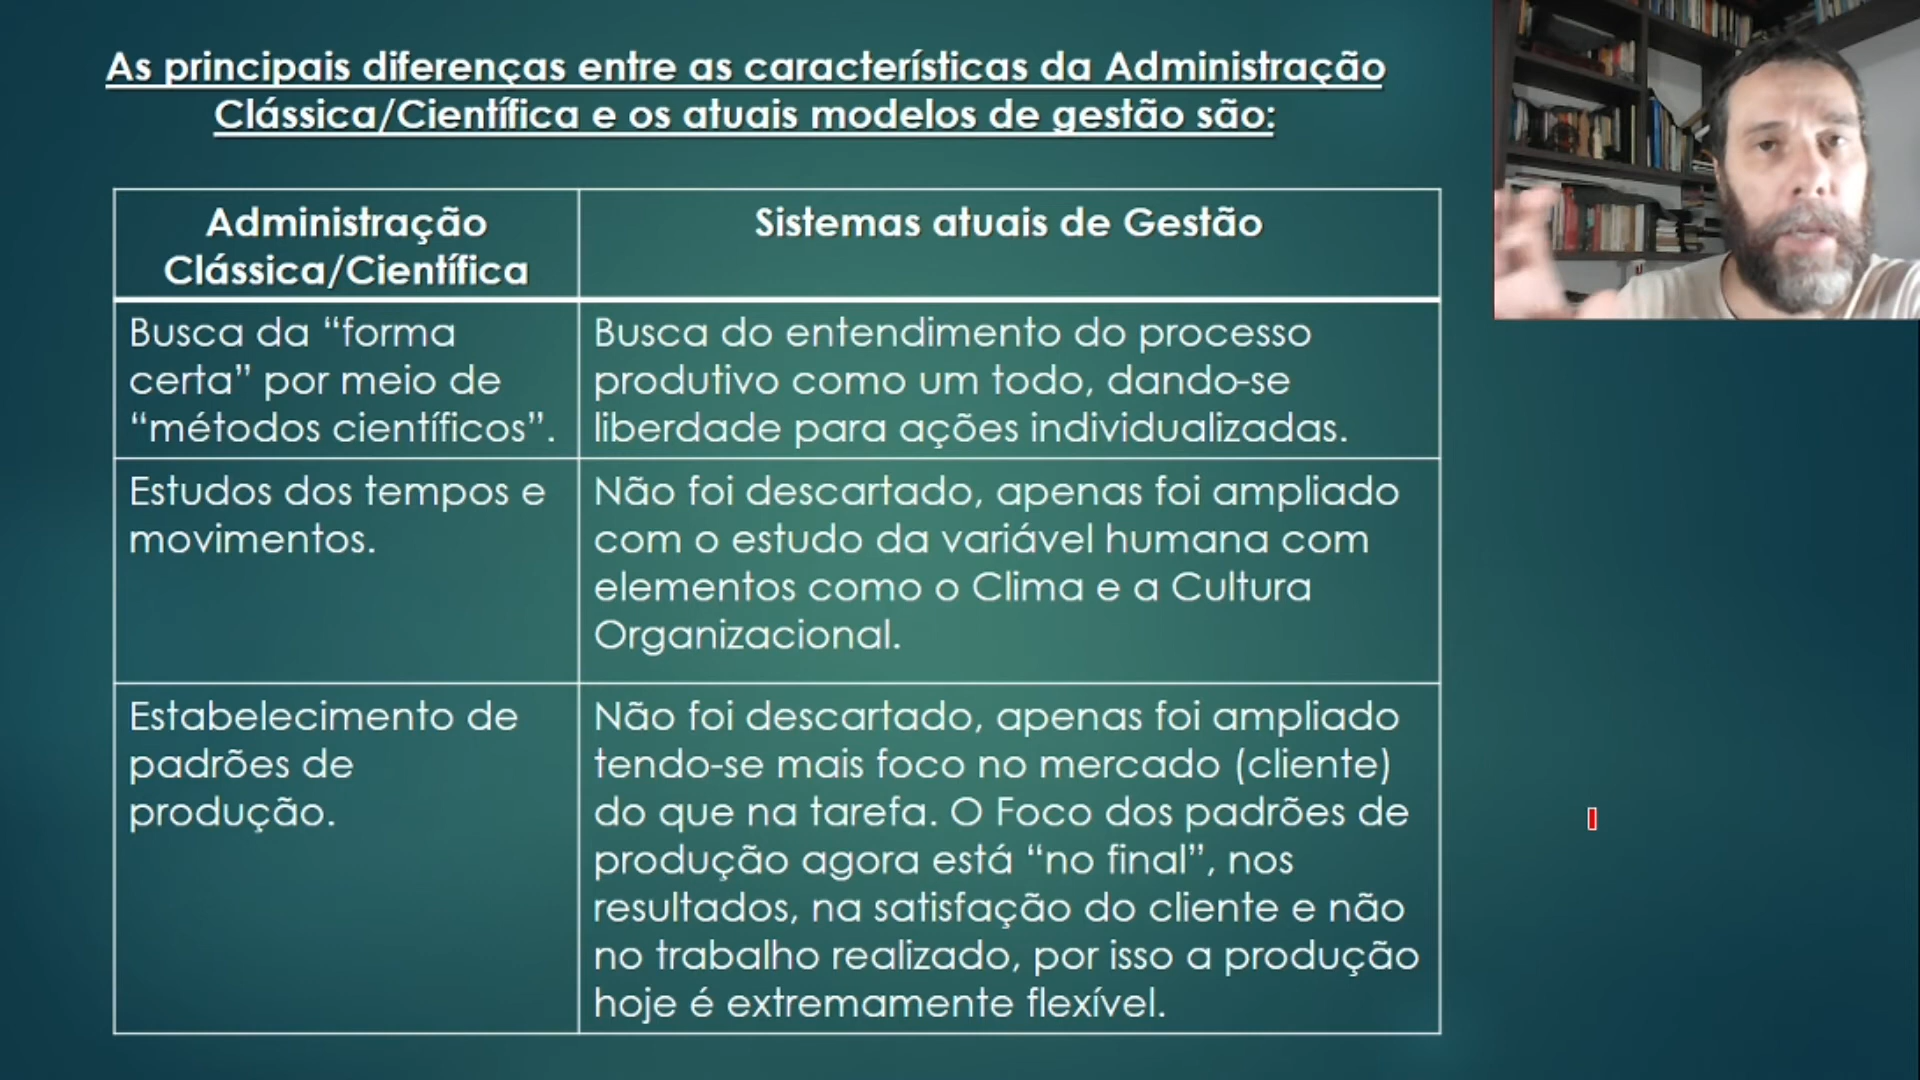 As principais diferenças entre as características da Administração
Clássica/Científica e os atuais modelos de gestão são:
Administração
Clássica/Científica
Sistemas atuais de Gestão
Busca da “forma
certa” por meio de
“métodos científicos”.
Busca do entendimento do processo
produtivo como um todo, dando-se
liberdade para ações individualizadas.
Estudos dos tempos e
movimentos.
Não foi descartado, apenas foi ampliado
com o estudo da variável humana com
elementos como o Clima e a Cultura
Organizacional.
Estabelecimento de
padrões de
produção.
Não foi descartado, apenas foi ampliado
tendo-se mais foco no mercado (cliente)
do que na tarefa. O Foco dos padrões de
produção agora está “no final”, nos
resultados, na satisfação do cliente e não
no trabalho realizado, por isso a produção
hoje é extremamente flexível.